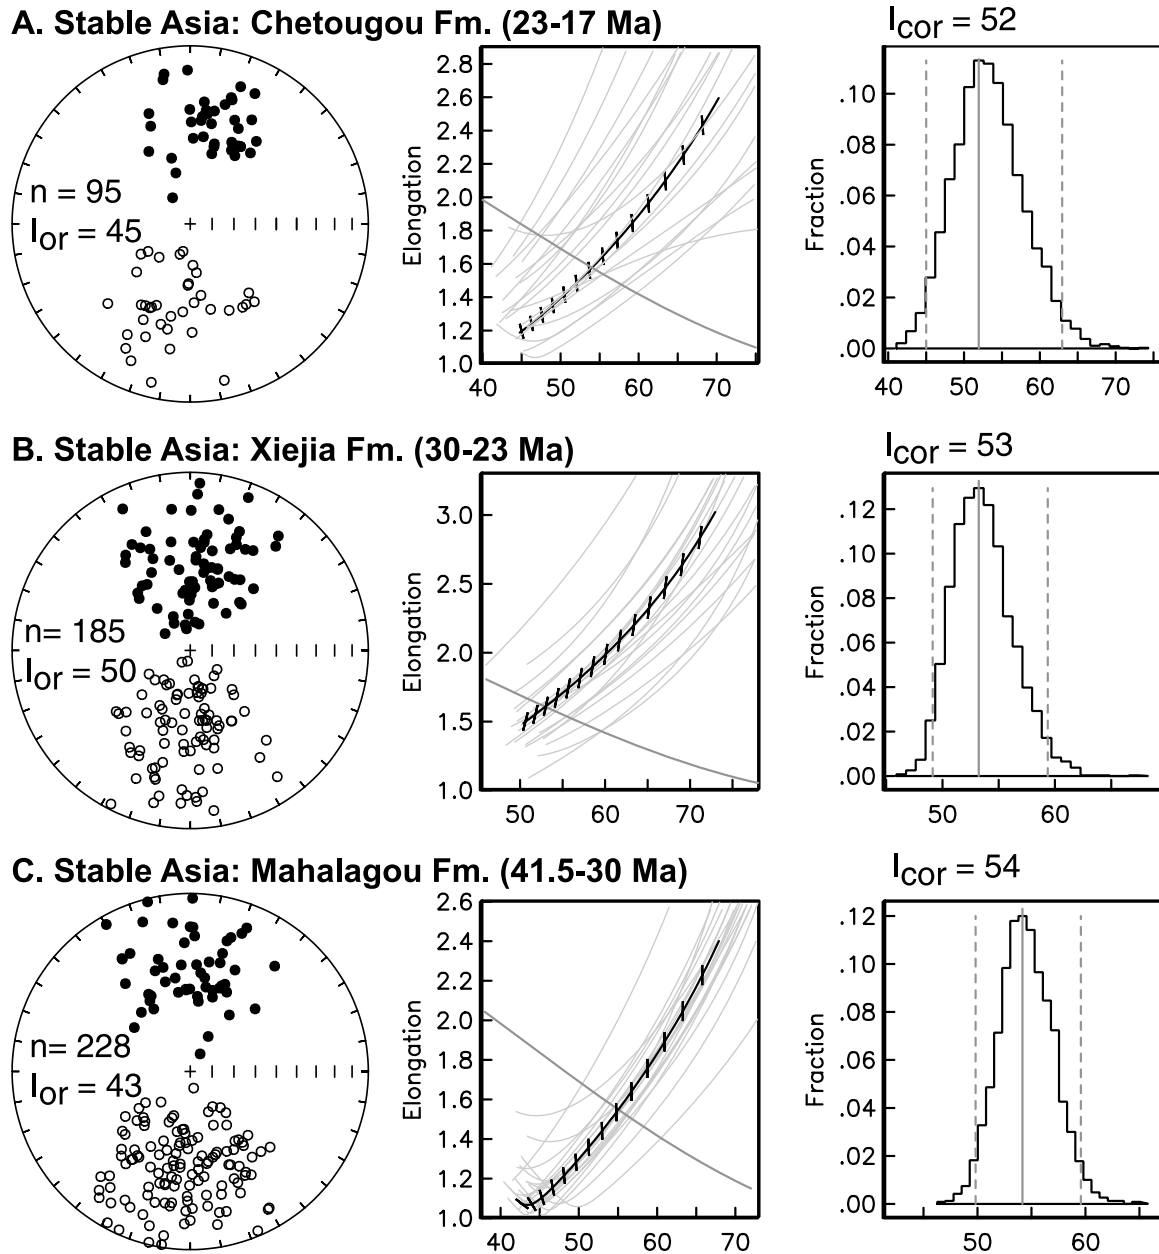 A. Stable Asia: Chetougou Fm. (23-17 Ma)
Icor = 52
n = 95
Ior = 45
Elongation
2.8
2.6
2.4
2.2
2.0
1.8
1.6
1.4
1.2
1.0
40 50 60 70
Fraction
.10
.08
.06
.04
.02
.00
40 50 60 70
B. Stable Asia: Xiejia Fm. (30-23 Ma)
Icor = 53
n= 185
Ior = 50
Elongation
3.0
2.5
2.0
1.5
1.0
50 60 70
Fraction
.12
.10
.08
.06
.04
.02
.00
50 60
C. Stable Asia: Mahalagou Fm. (41.5-30 Ma)
Icor = 54
n= 228
Ior = 43
Elongation
2.6
2.4
2.2
2.0
1.8
1.6
1.4
1.2
1.0
40 50 60 70
Fraction
.12
.10
.08
.06
.04
.02
.00
50 60